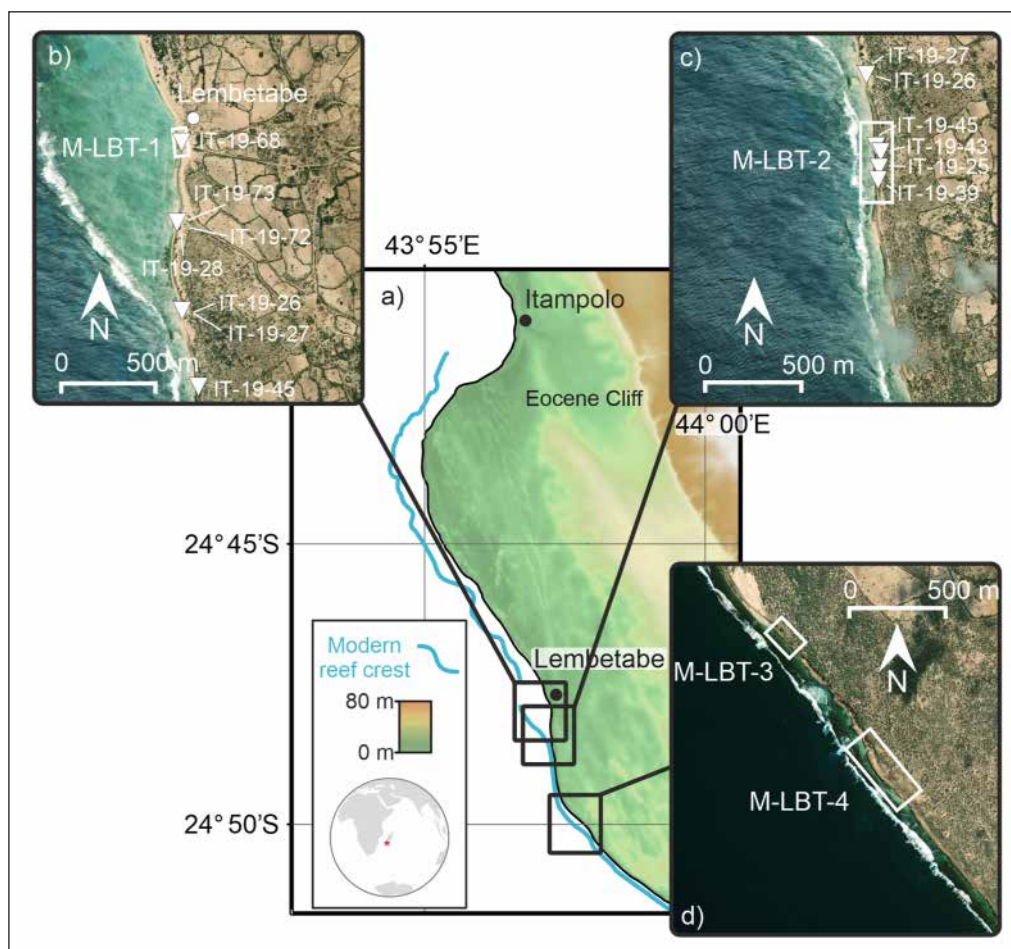 b)
Lembetabe
M-LBT-1
IT-19-68
IT-19-73
IT-19-72
IT-19-28
IT-19-26
IT-19-27
N
0 500 m
IT-19-45
c)
IT-19-27
IT-19-26
IT-19-45
M-LBT-2
IT-19-43
IT-19-25
IT-19-39
N
0 500 m
43°55'E
a)
Itampolo
Eocene Cliff
44°00'E
24°45'S
Lembetabe
24°50'S
Modern
reef crest
80 m
0 m
0 500 m
N
M-LBT-3
M-LBT-4
d)